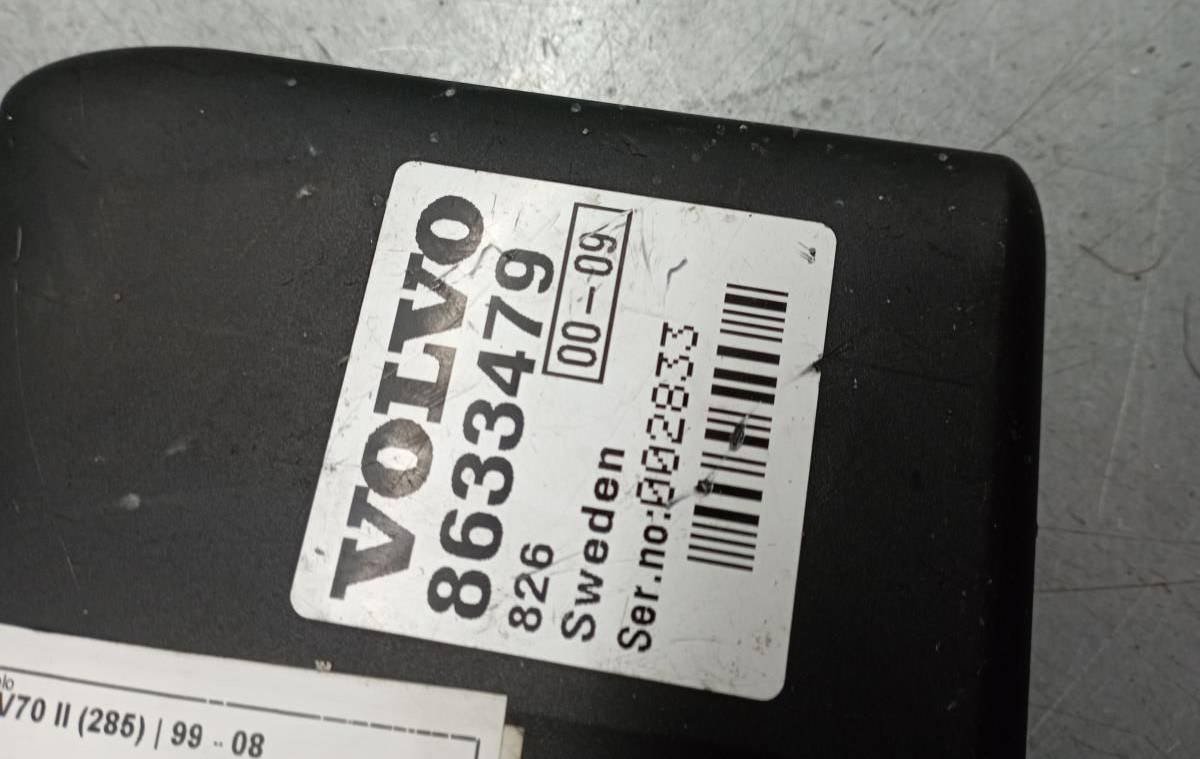 VOLVO
8633479
826
00-09
Sweden
Ser.no:002833
V70 II (285) | 99 -- 08